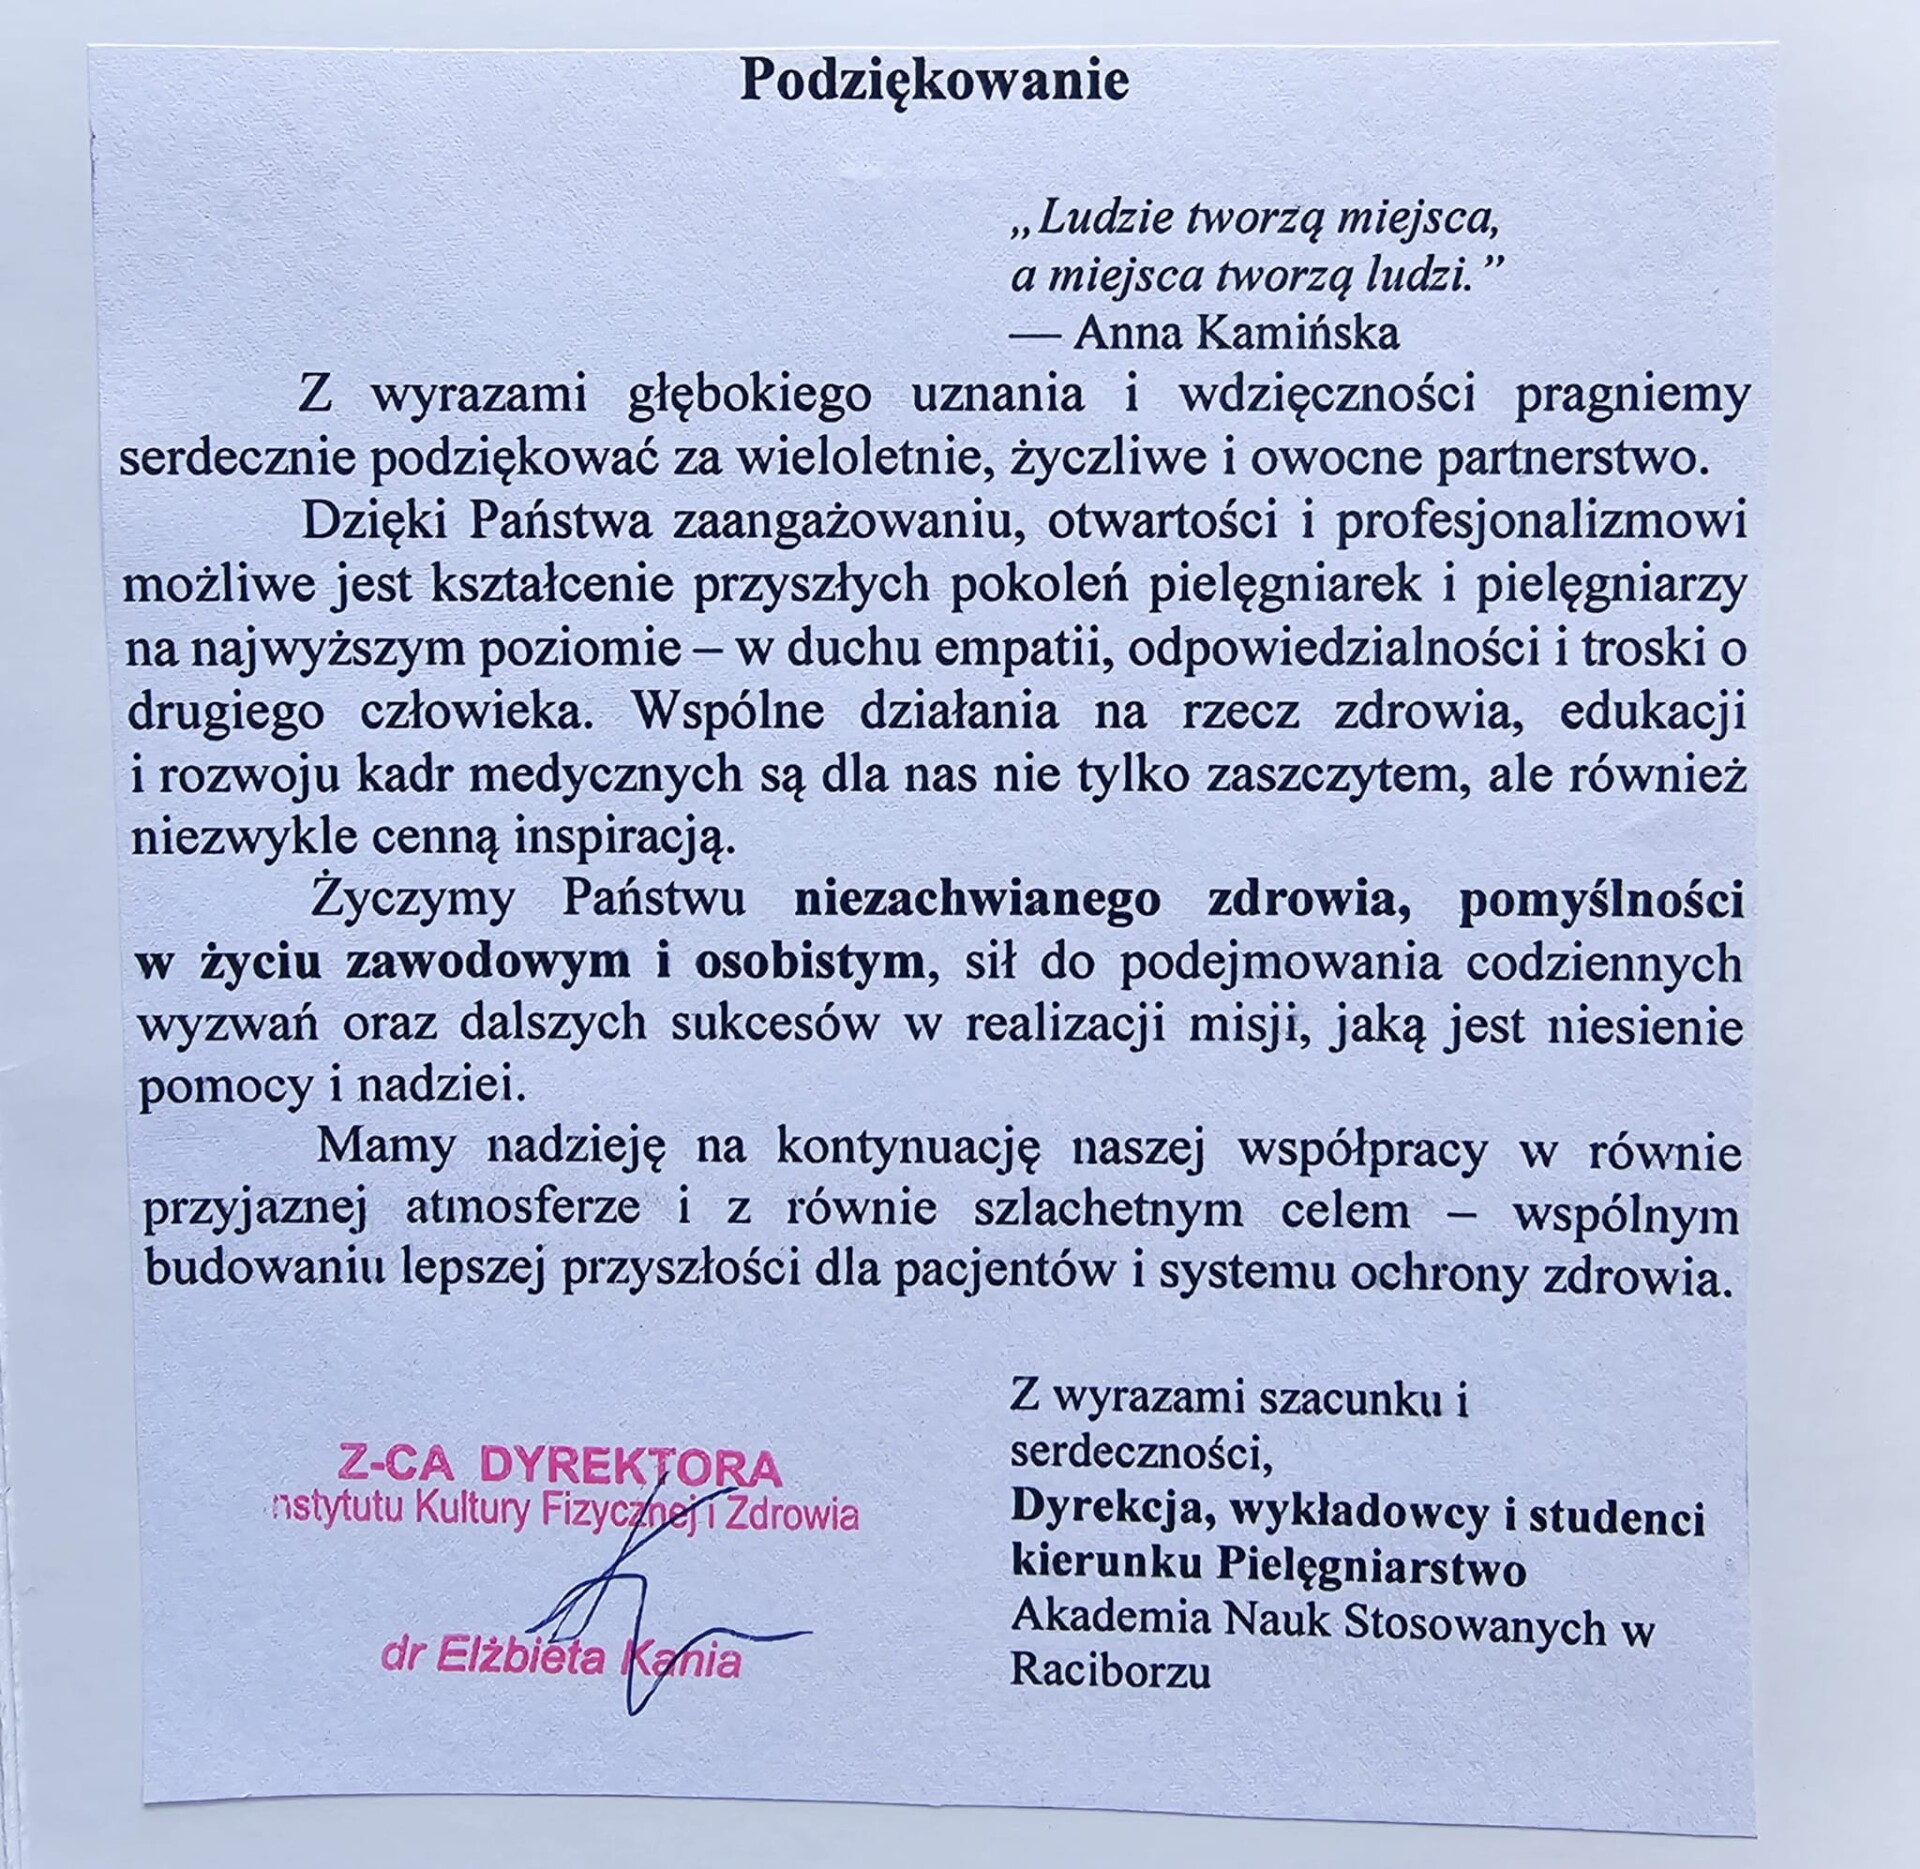 Podziękowanie
„Ludzie tworzą miejsca,
a miejsca tworzą ludzi.”
— Anna Kamińska
Z wyrazami głębokiego uznania i wdzięczności pragniemy
serdecznie podziękować za wieloletnie, życzliwe i owocne partnerstwo.
Dzięki Państwa zaangażowaniu, otwartości i profesjonalizmowi
możliwe jest kształcenie przyszłych pokoleń pielęgniarek i pielęgniarzy
na najwyższym poziomie – w duchu empatii, odpowiedzialności i troski o
drugiego człowieka. Wspólne działania na rzecz zdrowia, edukacji
i rozwoju kadr medycznych są dla nas nie tylko zaszczytem, ale również
niezwykle cenną inspiracją.
Życzymy Państwu niezachwianego zdrowia, pomyślności
w życiu zawodowym i osobistym, sił do podejmowania codziennych
wyzwań oraz dalszych sukcesów w realizacji misji, jaką jest niesienie
pomocy i nadziei.
Mamy nadzieję na kontynuację naszej współpracy w równie
przyjaznej atmosferze i z równie szlachetnym celem – wspólnym
budowaniu lepszej przyszłości dla pacjentów i systemu ochrony zdrowia.
Z wyrazami szacunku i
serdeczności,
Dyrekcja, wykładowcy i studenci
kierunku Pielęgniarstwo
Akademia Nauk Stosowanych w
Raciborzu
Z-CA DYREKTORA
nstytutu Kultury Fizycznej i Zdrowia
dr Elżbieta Kania